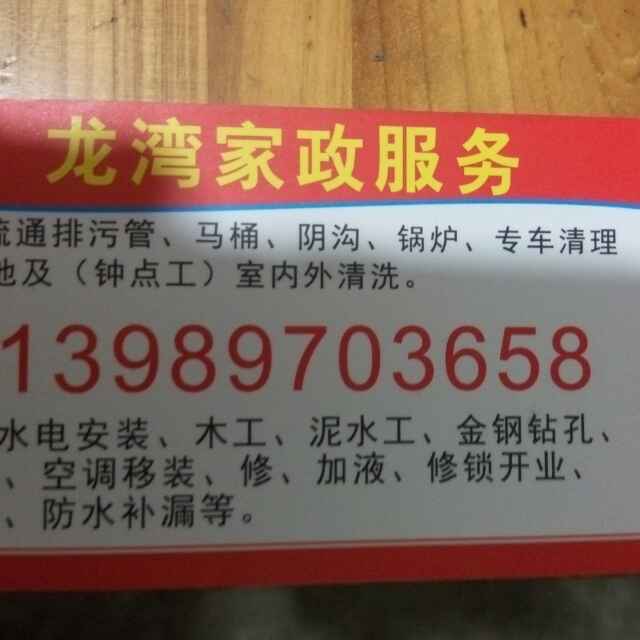 龙湾家政服务
疏通排污管、马桶、阴沟、锅炉、专车清理
池及（钟点工）室内外清洗。
13989703658
水电安装、木工、泥水工、金钢钻孔、
、空调移装、修、加液、修锁开业、
、防水补漏等。